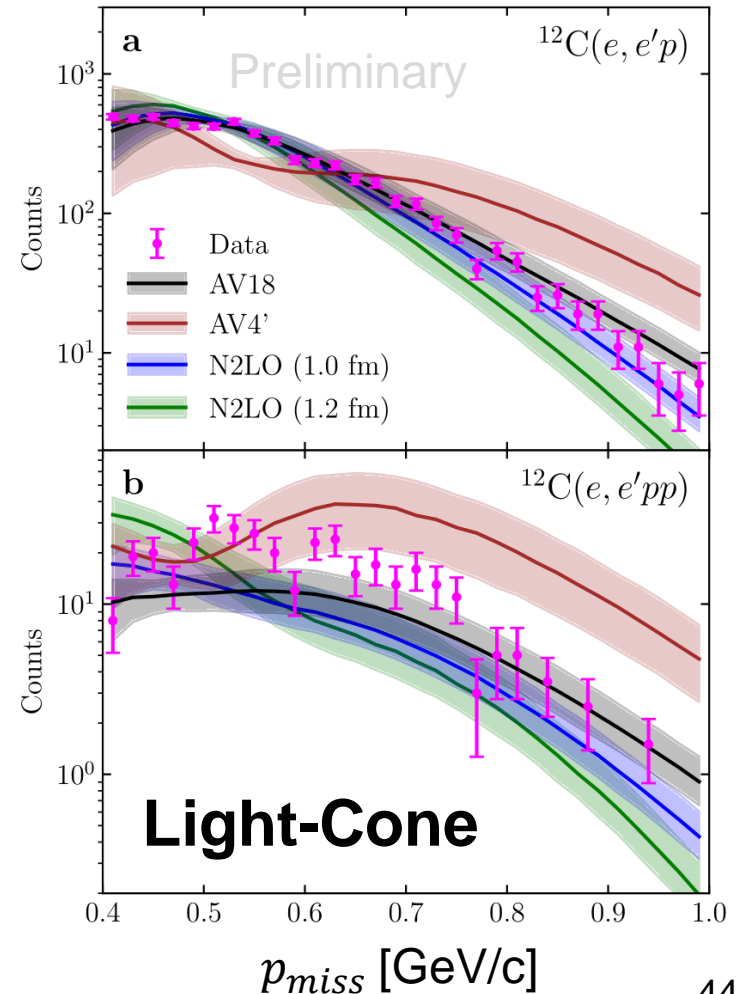 a
Preliminary
¹²C(e, e′p)
10³
10²
10¹
Counts
Data
AV18
AV4’
N2LO (1.0 fm)
N2LO (1.2 fm)
b
¹²C(e, e′pp)
10¹
10⁰
Counts
Light-Cone
0.4 0.5 0.6 0.7 0.8 0.9 1.0
p_miss [GeV/c]
44